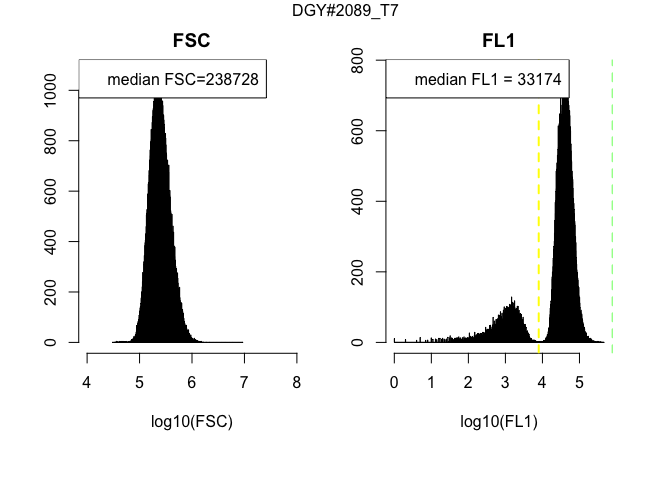 DGY#2089_T7
FSC
FL1
median FSC=238728
median FL1 = 33174
0 200 400 600 800 1000
0 200 400 600 800
4 5 6 7 8
0 1 2 3 4 5
log10(FSC)
log10(FL1)